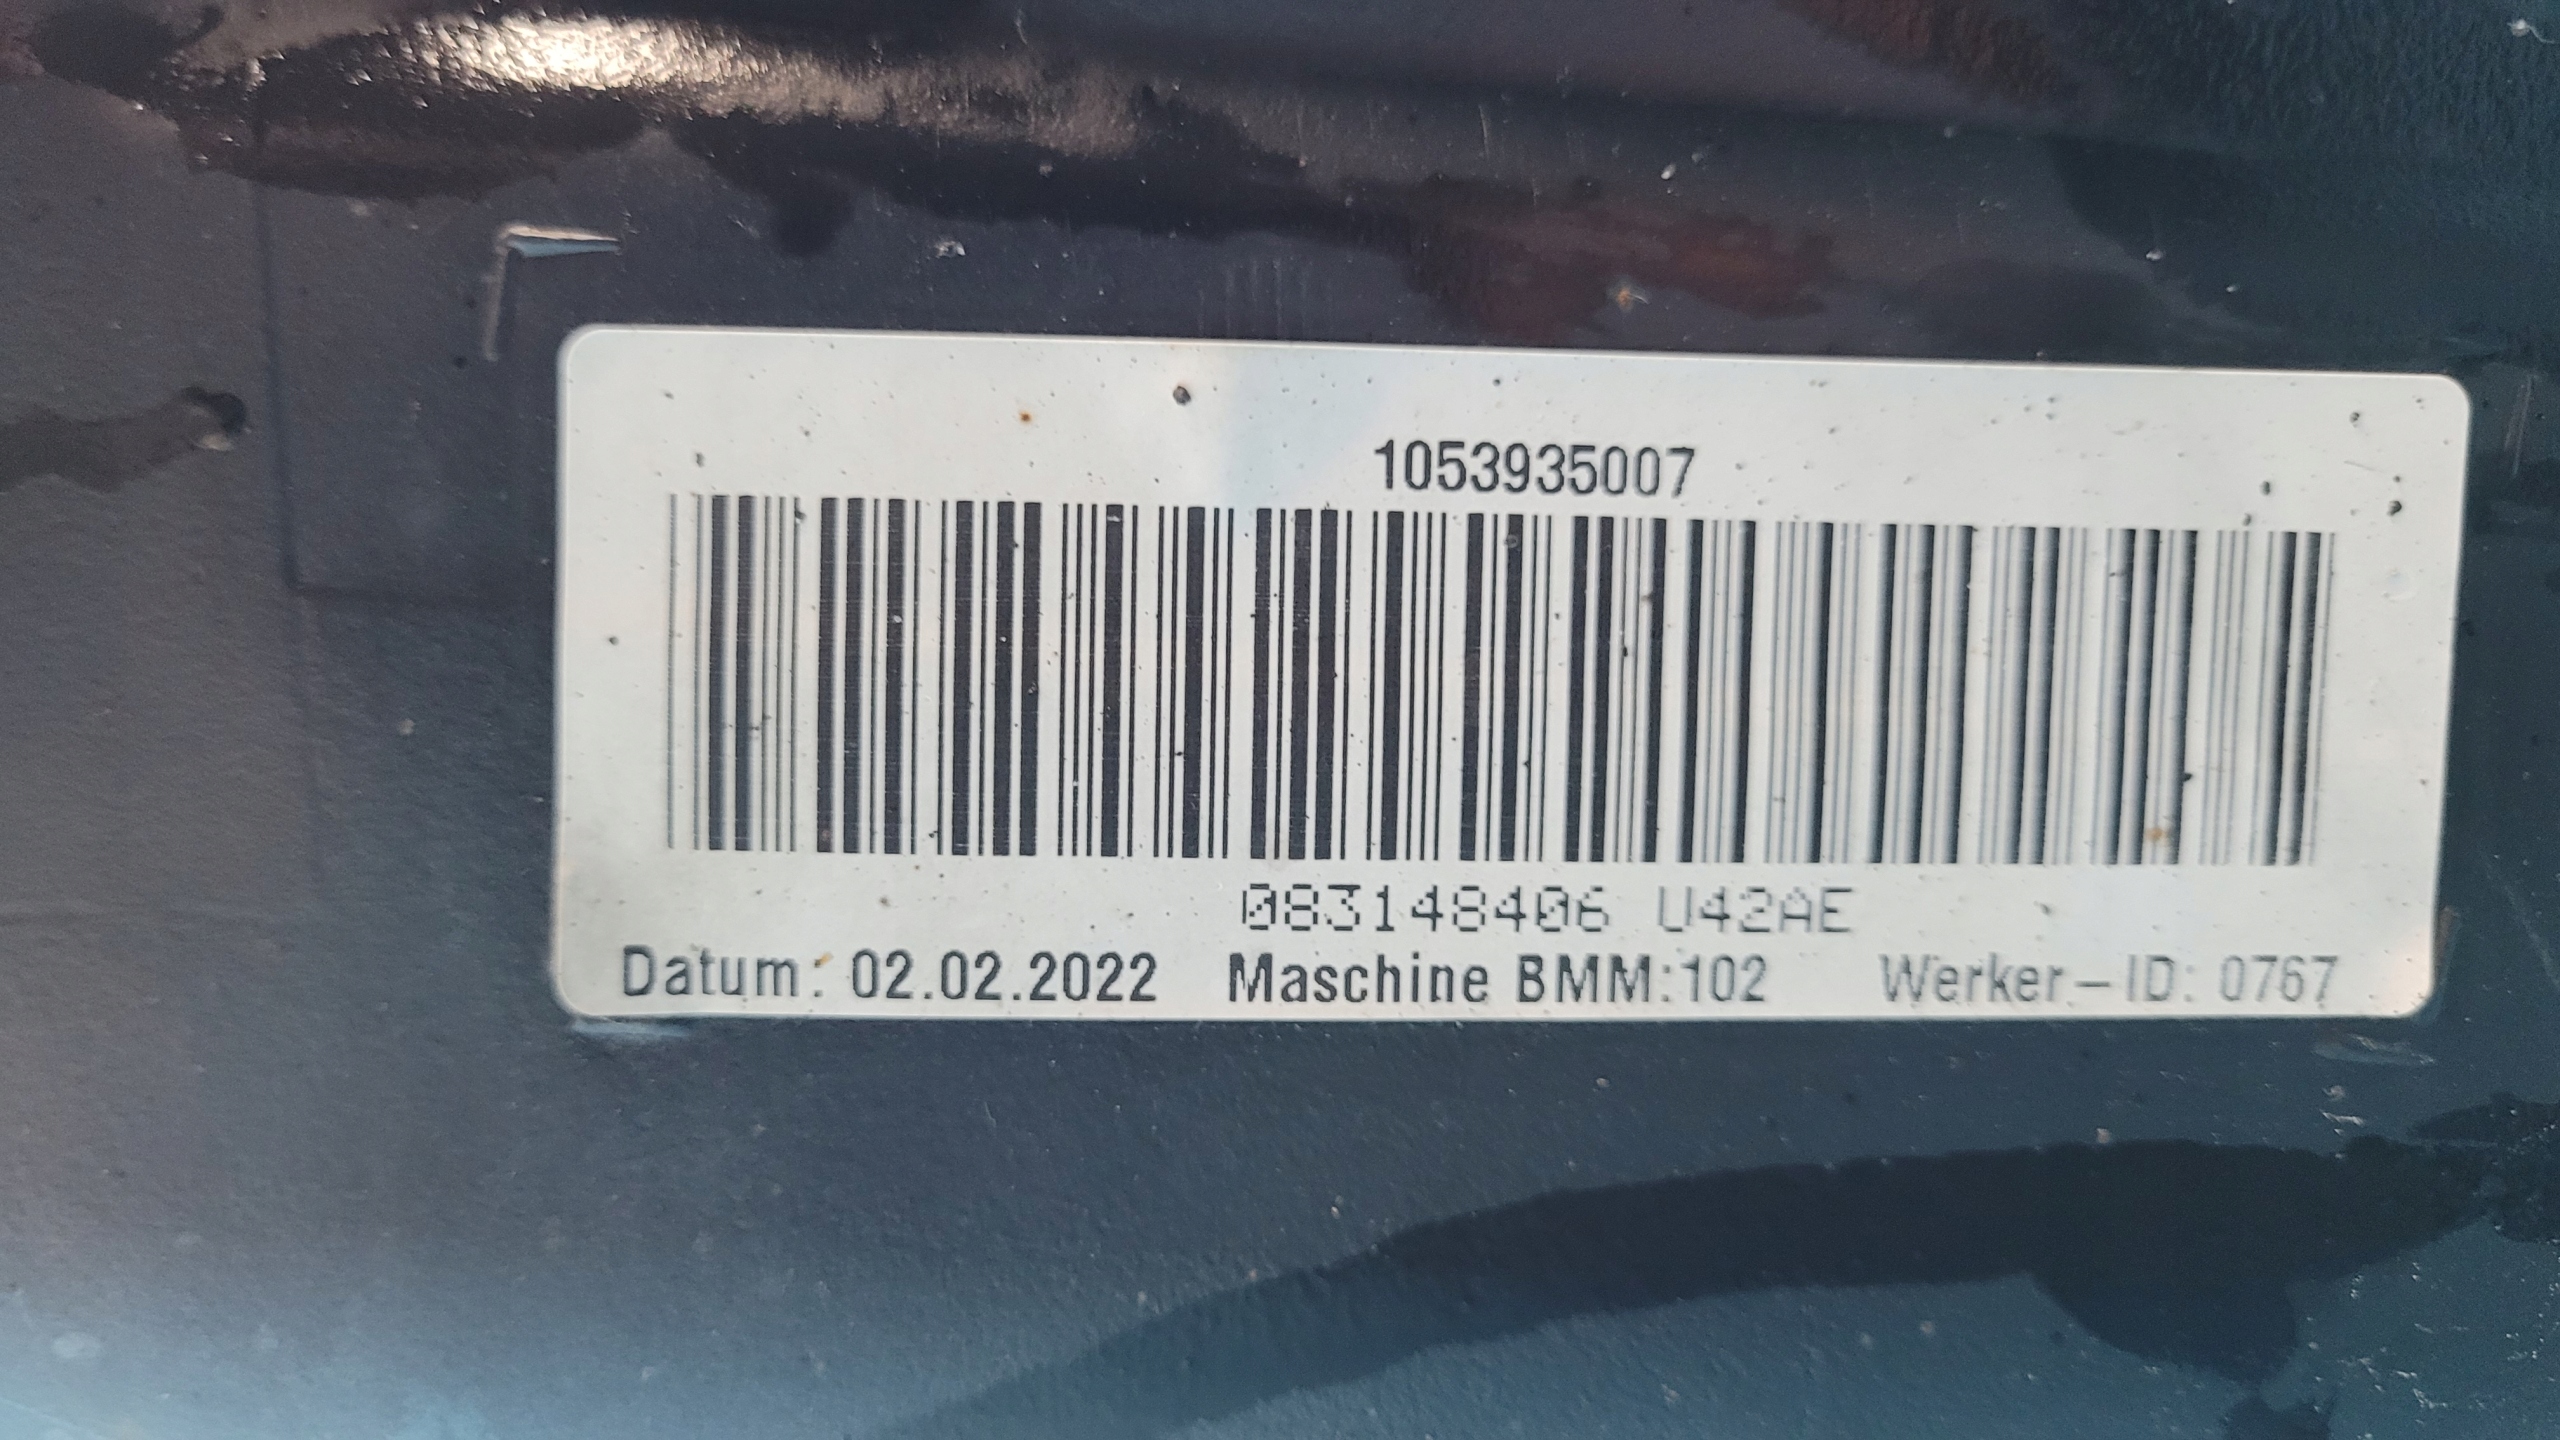 1053935007
083148406 U42AE
Datum: 02.02.2022 Maschine BMM:102 Werker-ID: 0767